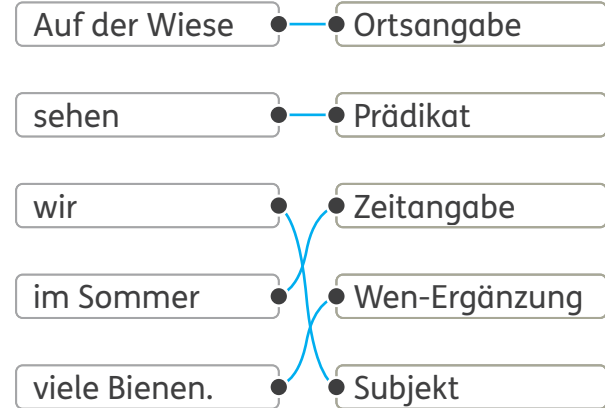 Auf der Wiese Ortsangabe
sehen Prädikat
wir Zeitangabe
im Sommer Wen-Ergänzung
viele Bienen. Subjekt